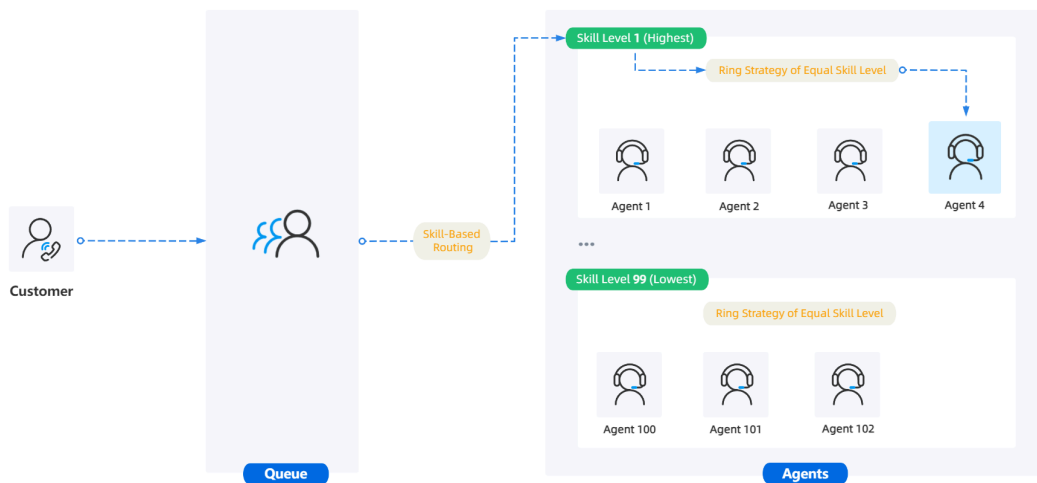 Customer
Queue
Skill-Based
Routing
Skill Level 1 (Highest)
Ring Strategy of Equal Skill Level
Agent 1
Agent 2
Agent 3
Agent 4
...
Skill Level 99 (Lowest)
Ring Strategy of Equal Skill Level
Agent 100
Agent 101
Agent 102
Agents